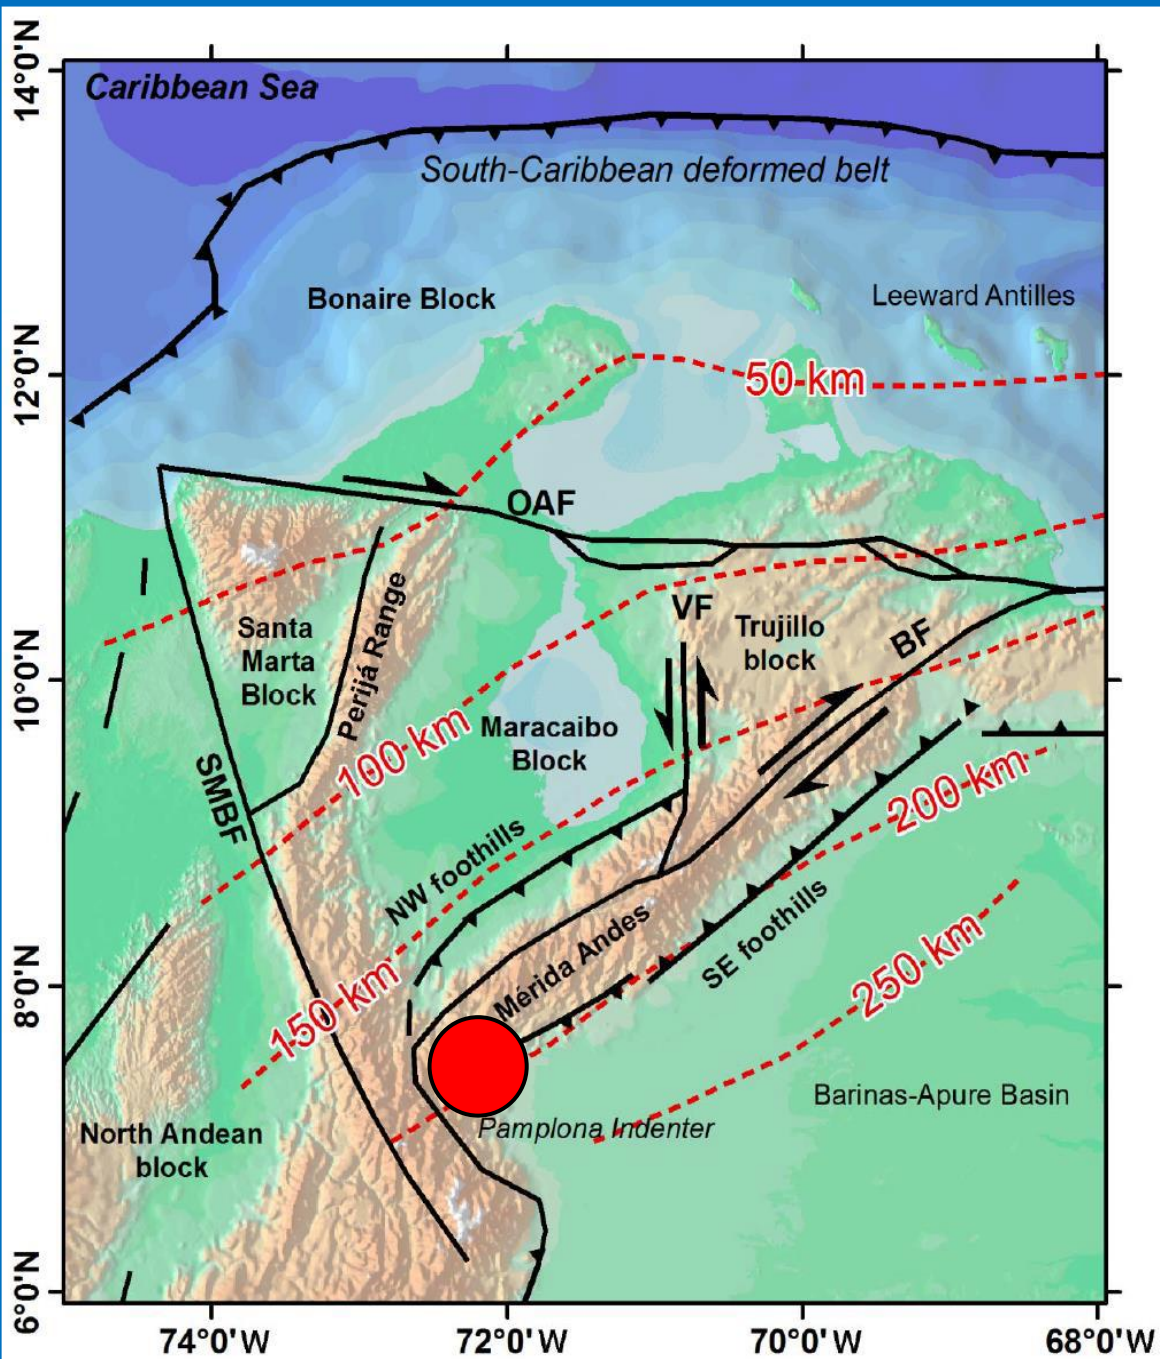 14°0'N
Caribbean Sea
South-Caribbean deformed belt
Bonaire Block
Leeward Antilles
12°0'N
50 km
OAF
VF
Santa
Marta
Block
Perijá Range
Trujillo
block
BF
10°0'N
100 km
Maracaibo
Block
SMBF
200 km
NW foothills
SE foothills
Mérida Andes
250 km
8°0'N
150 km
Barinas-Apure Basin
North Andean
block
Pamplona Indenter
6°0'N
74°0'W
72°0'W
70°0'W
68°0'W